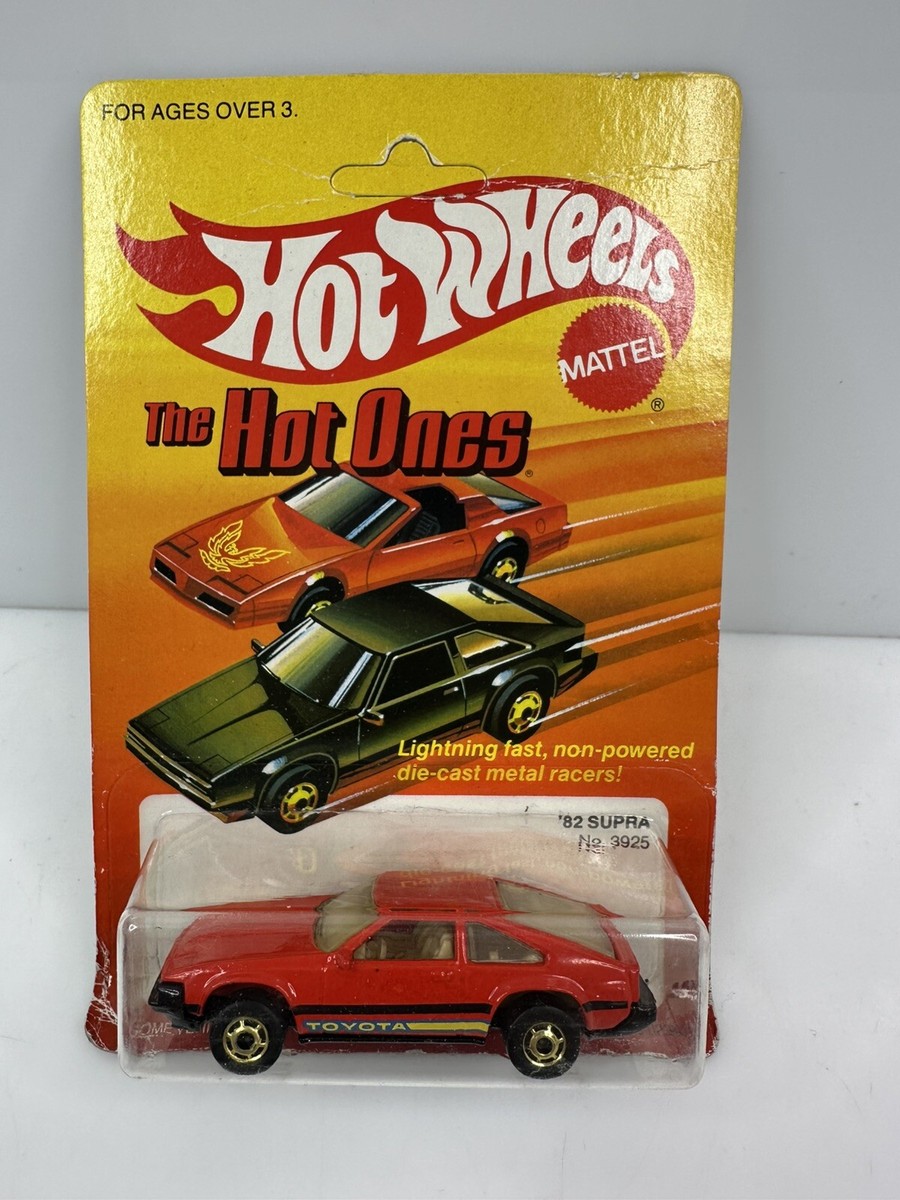 FOR AGES OVER 3.
HOT WHEELS
MATTEL
®
The Hot Ones
®
Lightning fast, non-powered
die-cast metal racers!
'82 SUPRA
No. 3925
TOYOTA